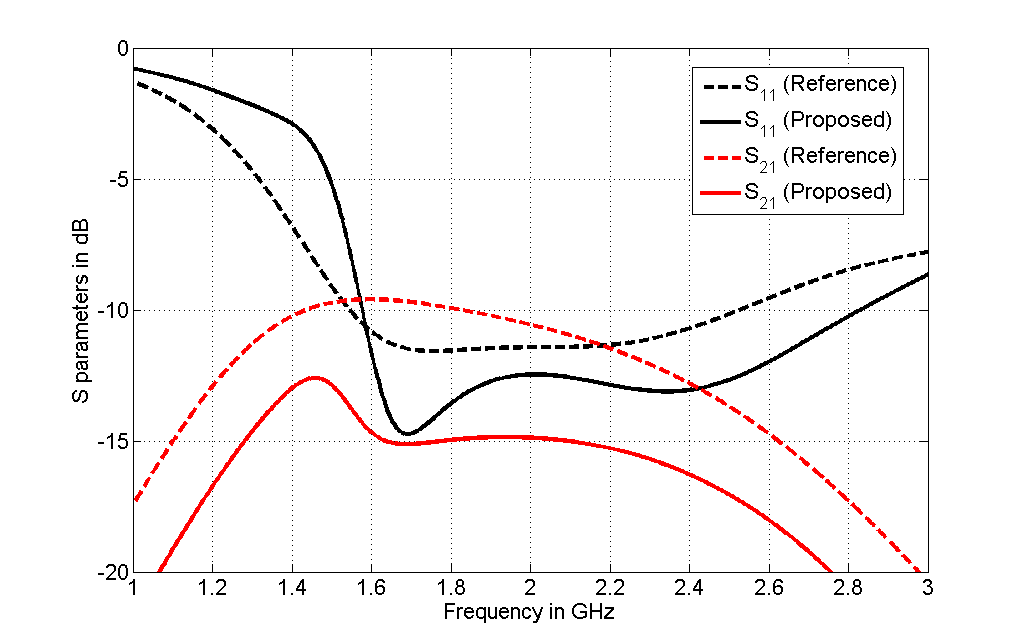 0
-5
-10
-15
-20
S parameters in dB
S11 (Reference)
S11 (Proposed)
S21 (Reference)
S21 (Proposed)
1 1.2 1.4 1.6 1.8 2 2.2 2.4 2.6 2.8 3
Frequency in GHz